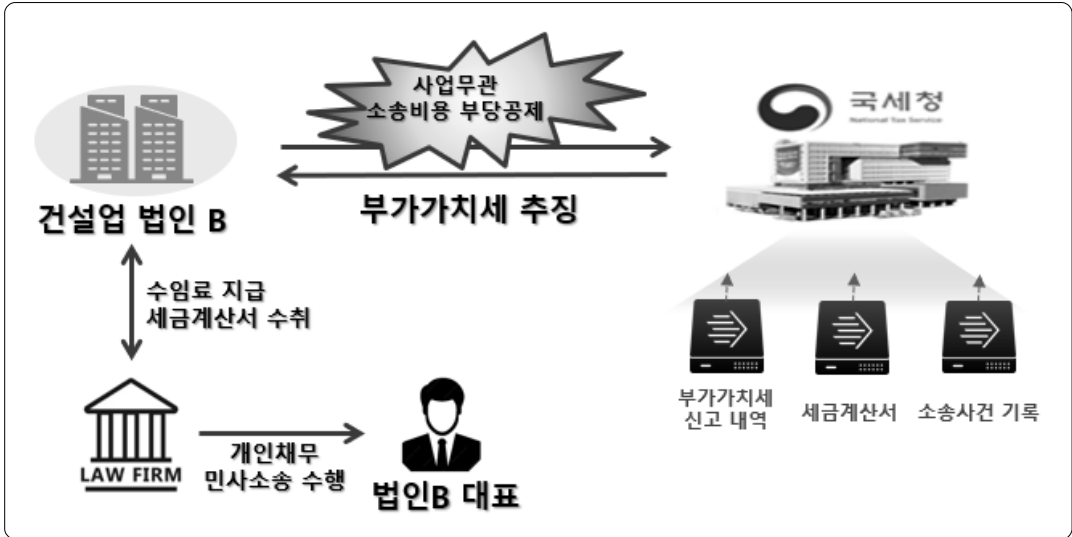 사업무관
소송비용 부당공제
국세청
National Tax Service
건설업 법인 B
부가가치세 추징
수임료 지급
세금계산서 수취
부가가치세
신고 내역
세금계산서
소송사건 기록
LAW FIRM
개인채무
민사소송 수행
법인B 대표